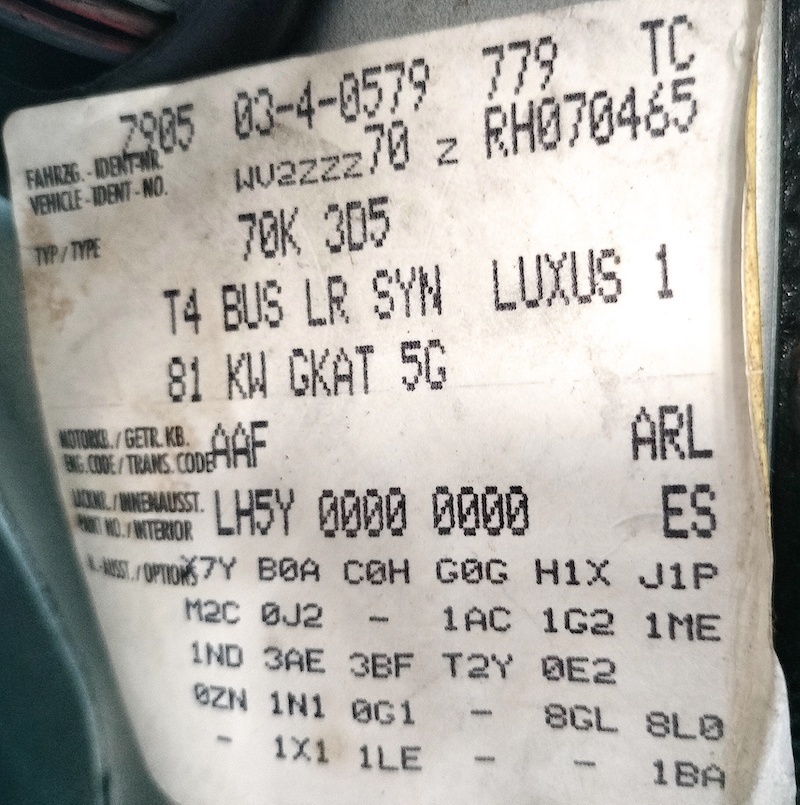 7905 03-4-0579 779 TC
FAHRZG.-IDENT-NR. WV2ZZZ70 Z RH070465
VEHICLE-IDENT-NO.
TYP/TYPE 70K 3D5
T4 BUS LR SYN LUXUS 1
81 KW GKAT 5G
MOTORKB./GETR.KB. AAF ARL
ENG.CODE/TRANS.CODE
LACKNR./INNENAUSST. LH5Y 0000 0000 ES
PAINT NO./INTERIOR
M.-AUSST./OPTIONS X7Y B0A C0H G0G H1X J1P
M2C 0J2 - 1AC 1G2 1ME
1ND 3AE 3BF T2Y 0E2
0ZN 1N1 0G1 - 8GL 8L0
- 1X1 1LE - - 1BA